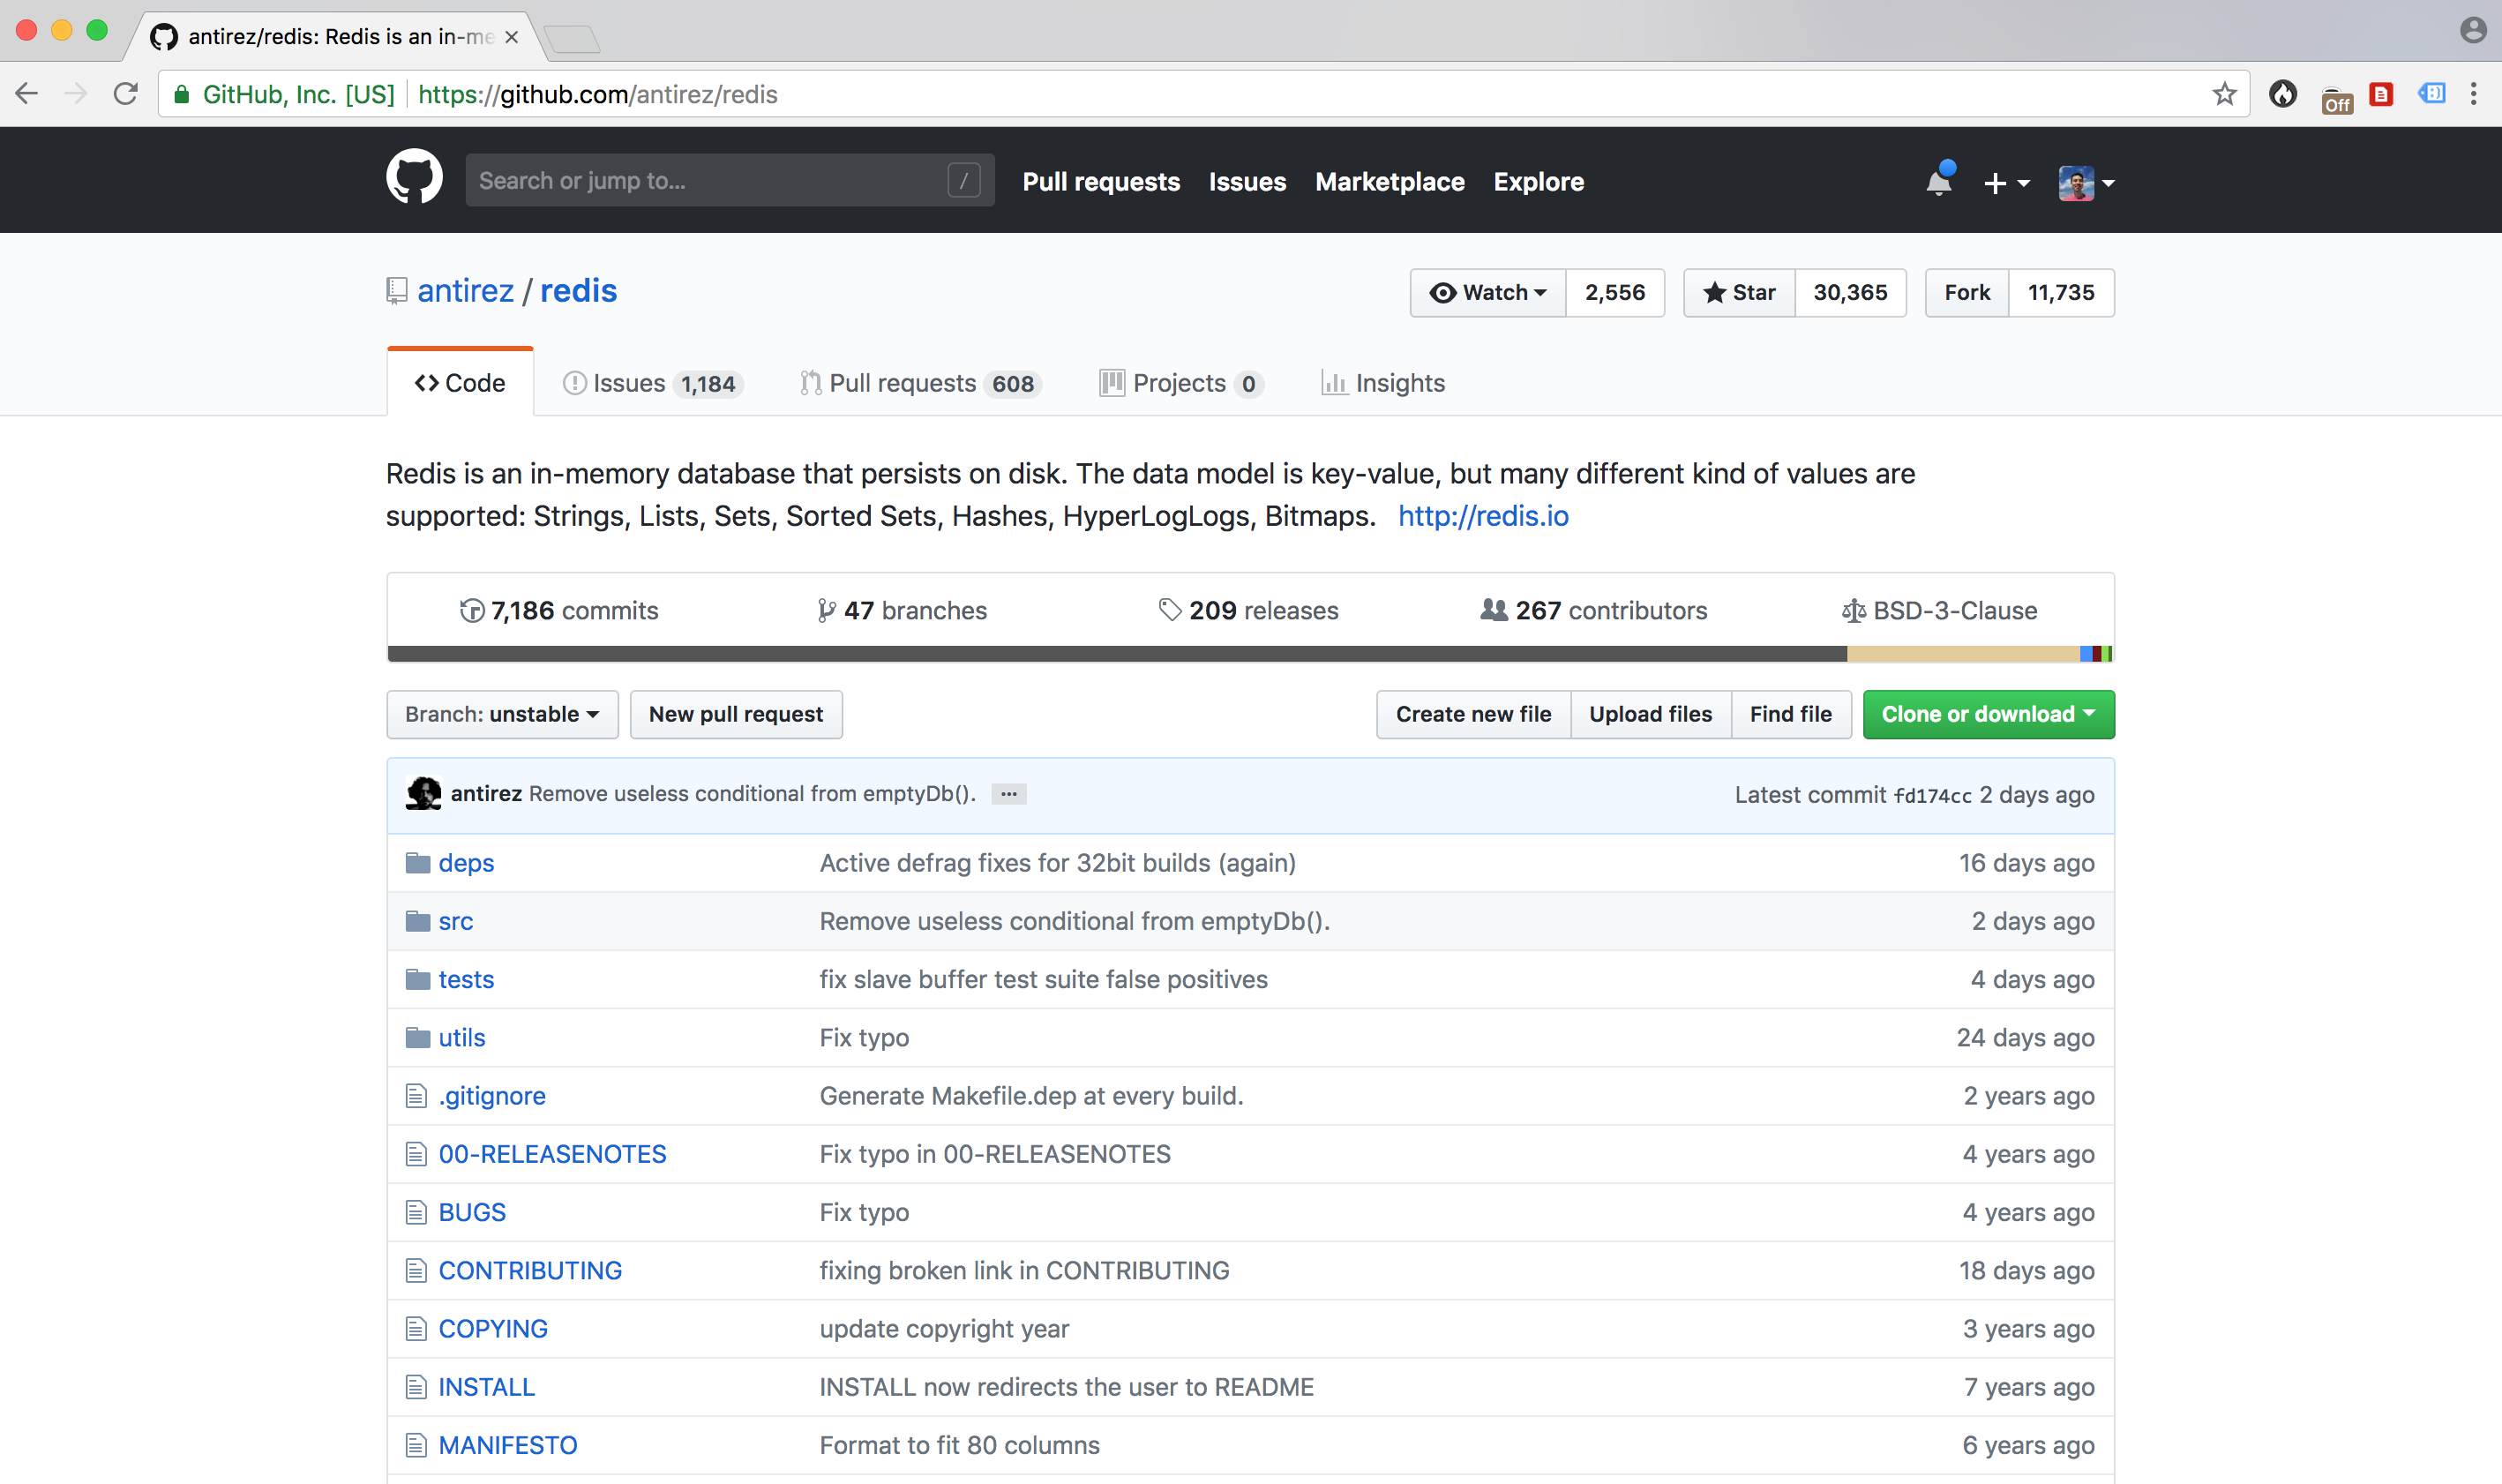 antirez/redis: Redis is an in-me
GitHub, Inc. [US] https://github.com/antirez/redis
Off
Search or jump to... / Pull requests Issues Marketplace Explore
antirez / redis Watch 2,556 Star 30,365 Fork 11,735
Code Issues 1,184 Pull requests 608 Projects 0 Insights
Redis is an in-memory database that persists on disk. The data model is key-value, but many different kind of values are
supported: Strings, Lists, Sets, Sorted Sets, Hashes, HyperLogLogs, Bitmaps. http://redis.io
7,186 commits 47 branches 209 releases 267 contributors BSD-3-Clause
Branch: unstable New pull request Create new file Upload files Find file Clone or download
antirez Remove useless conditional from emptyDb(). ... Latest commit fd174cc 2 days ago
deps Active defrag fixes for 32bit builds (again) 16 days ago
src Remove useless conditional from emptyDb(). 2 days ago
tests fix slave buffer test suite false positives 4 days ago
utils Fix typo 24 days ago
.gitignore Generate Makefile.dep at every build. 2 years ago
00-RELEASENOTES Fix typo in 00-RELEASENOTES 4 years ago
BUGS Fix typo 4 years ago
CONTRIBUTING fixing broken link in CONTRIBUTING 18 days ago
COPYING update copyright year 3 years ago
INSTALL INSTALL now redirects the user to README 7 years ago
MANIFESTO Format to fit 80 columns 6 years ago